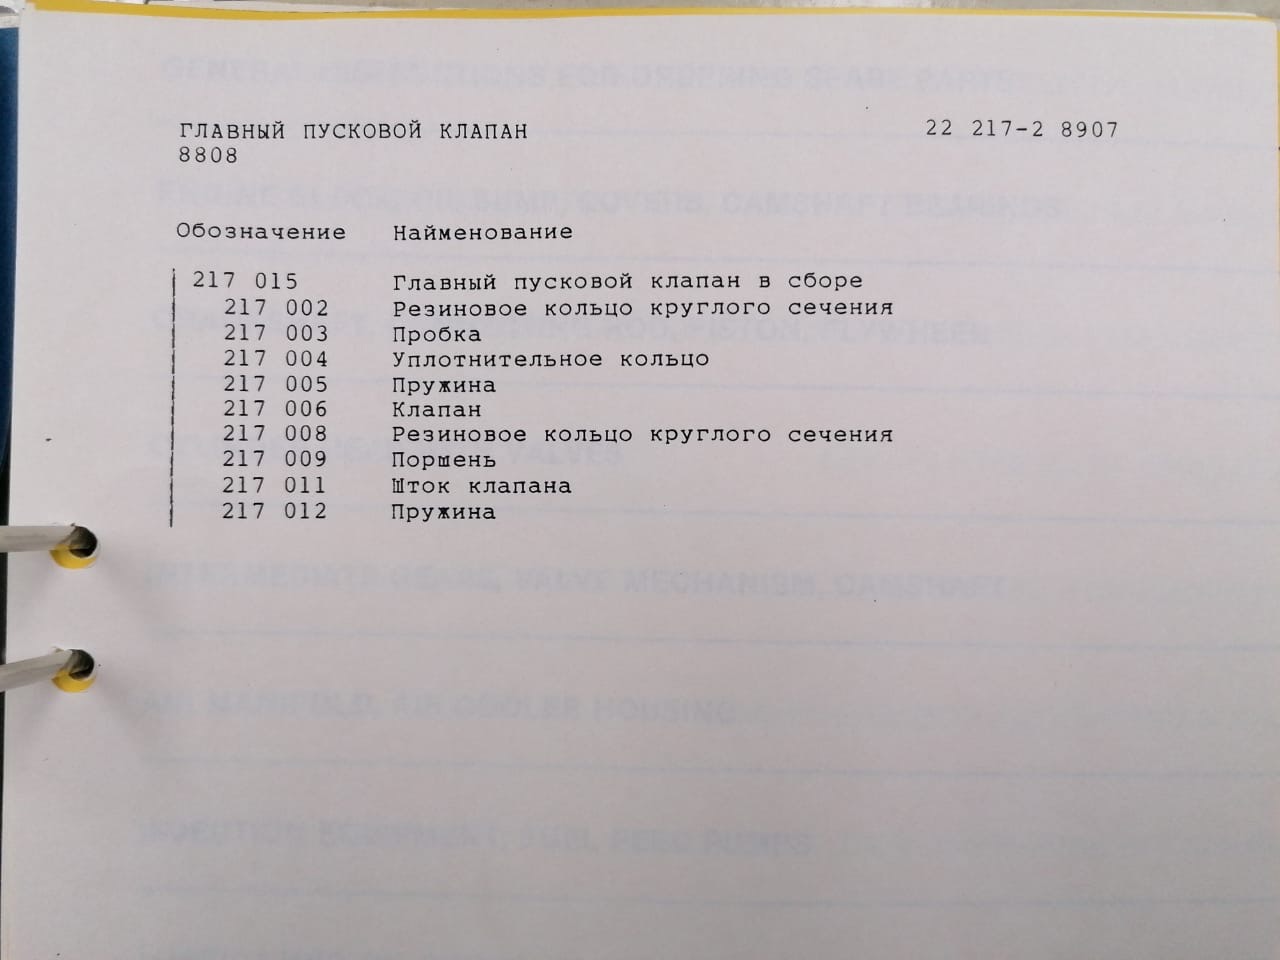 ГЛАВНЫЙ ПУСКОВОЙ КЛАПАН 22 217-2 8907
8808
Обозначение Найменование
217 015 Главный пусковой клапан в сборе
217 002 Резиновое кольцо круглого сечения
217 003 Пробка
217 004 Уплотнительное кольцо
217 005 Пружина
217 006 Клапан
217 008 Резиновое кольцо круглого сечения
217 009 Поршень
217 011 Шток клапана
217 012 Пружина